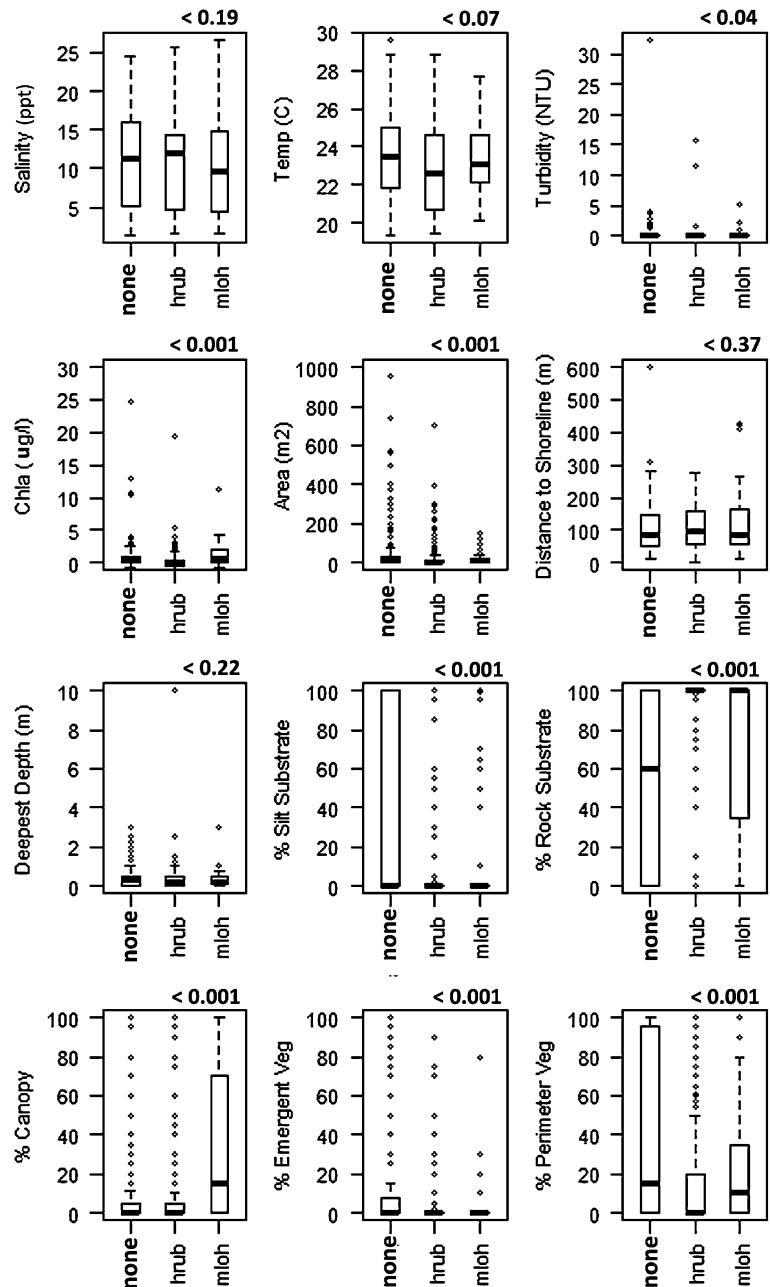 < 0.19
Salinity (ppt)
25
20
15
10
5
none
hrub
mloh
< 0.07
Temp (C)
30
28
26
24
22
20
none
hrub
mloh
< 0.04
Turbidity (NTU)
30
25
20
15
10
5
0
none
hrub
mloh
< 0.001
Chla ( ug/l)
30
25
20
15
10
5
0
none
hrub
mloh
< 0.001
Area (m2)
1000
800
600
400
200
0
none
hrub
mloh
< 0.37
Distance to Shoreline (m)
600
500
400
300
200
100
0
none
hrub
mloh
< 0.22
Deepest Depth (m)
10
8
6
4
2
0
none
hrub
mloh
< 0.001
% Silt Substrate
100
80
60
40
20
0
none
hrub
mloh
< 0.001
% Rock Substrate
100
80
60
40
20
0
none
hrub
mloh
< 0.001
% Canopy
100
80
60
40
20
0
none
hrub
mloh
< 0.001
% Emergent Veg
100
80
60
40
20
0
none
hrub
mloh
< 0.001
% Perimeter Veg
100
80
60
40
20
0
none
hrub
mloh